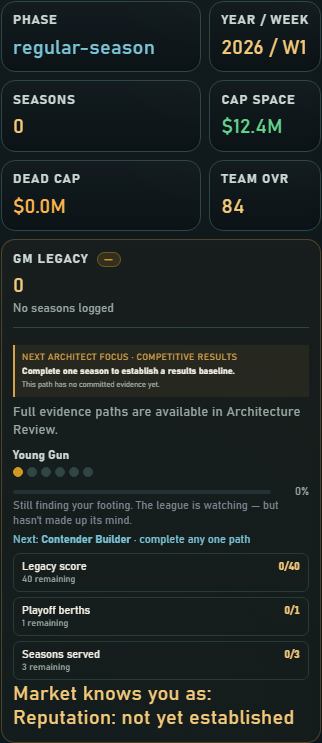 PHASE
regular-season
YEAR / WEEK
2026 / W1
SEASONS
0
CAP SPACE
$12.4M
DEAD CAP
$0.0M
TEAM OVR
84
GM LEGACY —
0
No seasons logged
NEXT ARCHITECT FOCUS · COMPETITIVE RESULTS
Complete one season to establish a results baseline.
This path has no committed evidence yet.
Full evidence paths are available in Architecture
Review.
Young Gun
0%
Still finding your footing. The league is watching — but
hasn't made up its mind.
Next: Contender Builder · complete any one path
Legacy score 0/40
40 remaining
Playoff berths 0/1
1 remaining
Seasons served 0/3
3 remaining
Market knows you as:
Reputation: not yet established